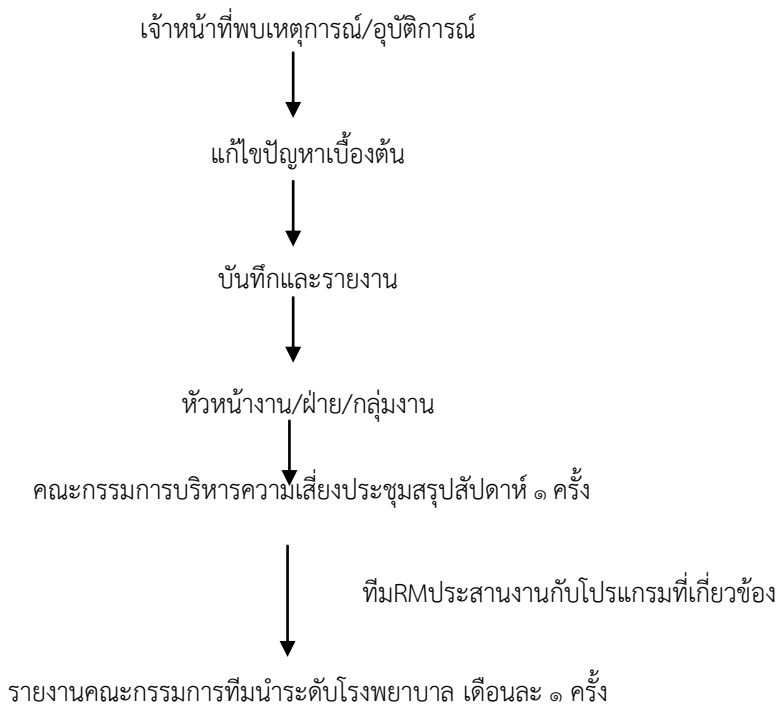 เจ้าหน้าที่พบเหตุการณ์/อุบัติการณ์
แก้ไขปัญหาเบื้องต้น
บันทึกและรายงาน
หัวหน้างาน/ฝ่าย/กลุ่มงาน
คณะกรรมการบริหารความเสี่ยงประชุมสรุปสัปดาห์ ๑ ครั้ง
ทีมRMประสานงานกับโปรแกรมที่เกี่ยวข้อง
รายงานคณะกรรมการทีมนำระดับโรงพยาบาล เดือนละ ๑ ครั้ง